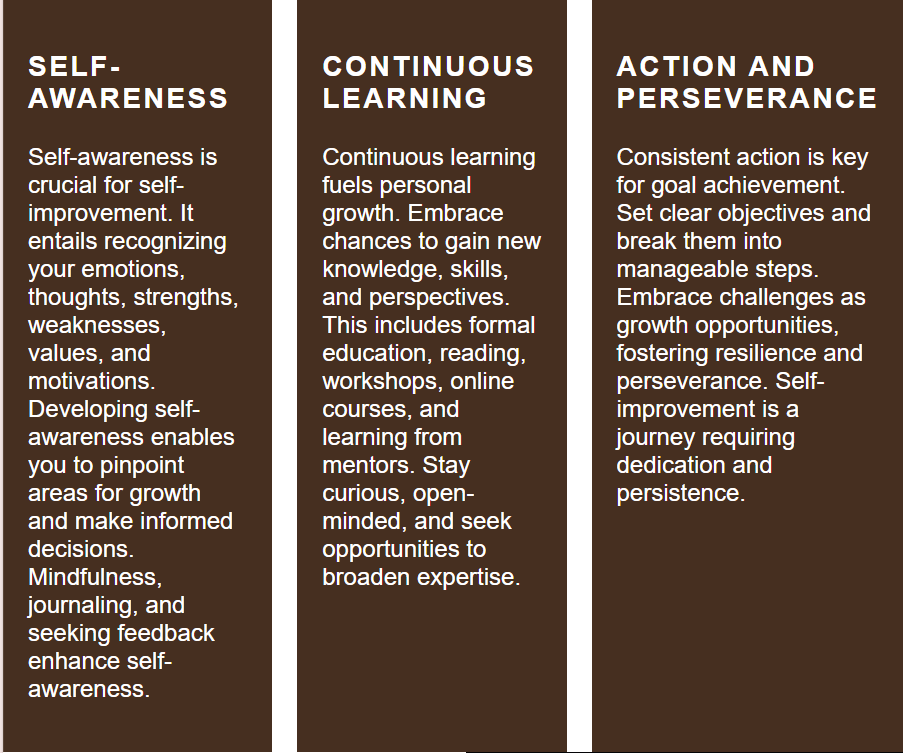 SELF-
AWARENESS
Self-awareness is
crucial for self-
improvement. It
entails recognizing
your emotions,
thoughts, strengths,
weaknesses,
values, and
motivations.
Developing self-
awareness enables
you to pinpoint
areas for growth
and make informed
decisions.
Mindfulness,
journaling, and
seeking feedback
enhance self-
awareness.
CONTINUOUS
LEARNING
Continuous learning
fuels personal
growth. Embrace
chances to gain new
knowledge, skills,
and perspectives.
This includes formal
education, reading,
workshops, online
courses, and
learning from
mentors. Stay
curious, open-
minded, and seek
opportunities to
broaden expertise.
ACTION AND
PERSEVERANCE
Consistent action is key
for goal achievement.
Set clear objectives and
break them into
manageable steps.
Embrace challenges as
growth opportunities,
fostering resilience and
perseverance. Self-
improvement is a
journey requiring
dedication and
persistence.